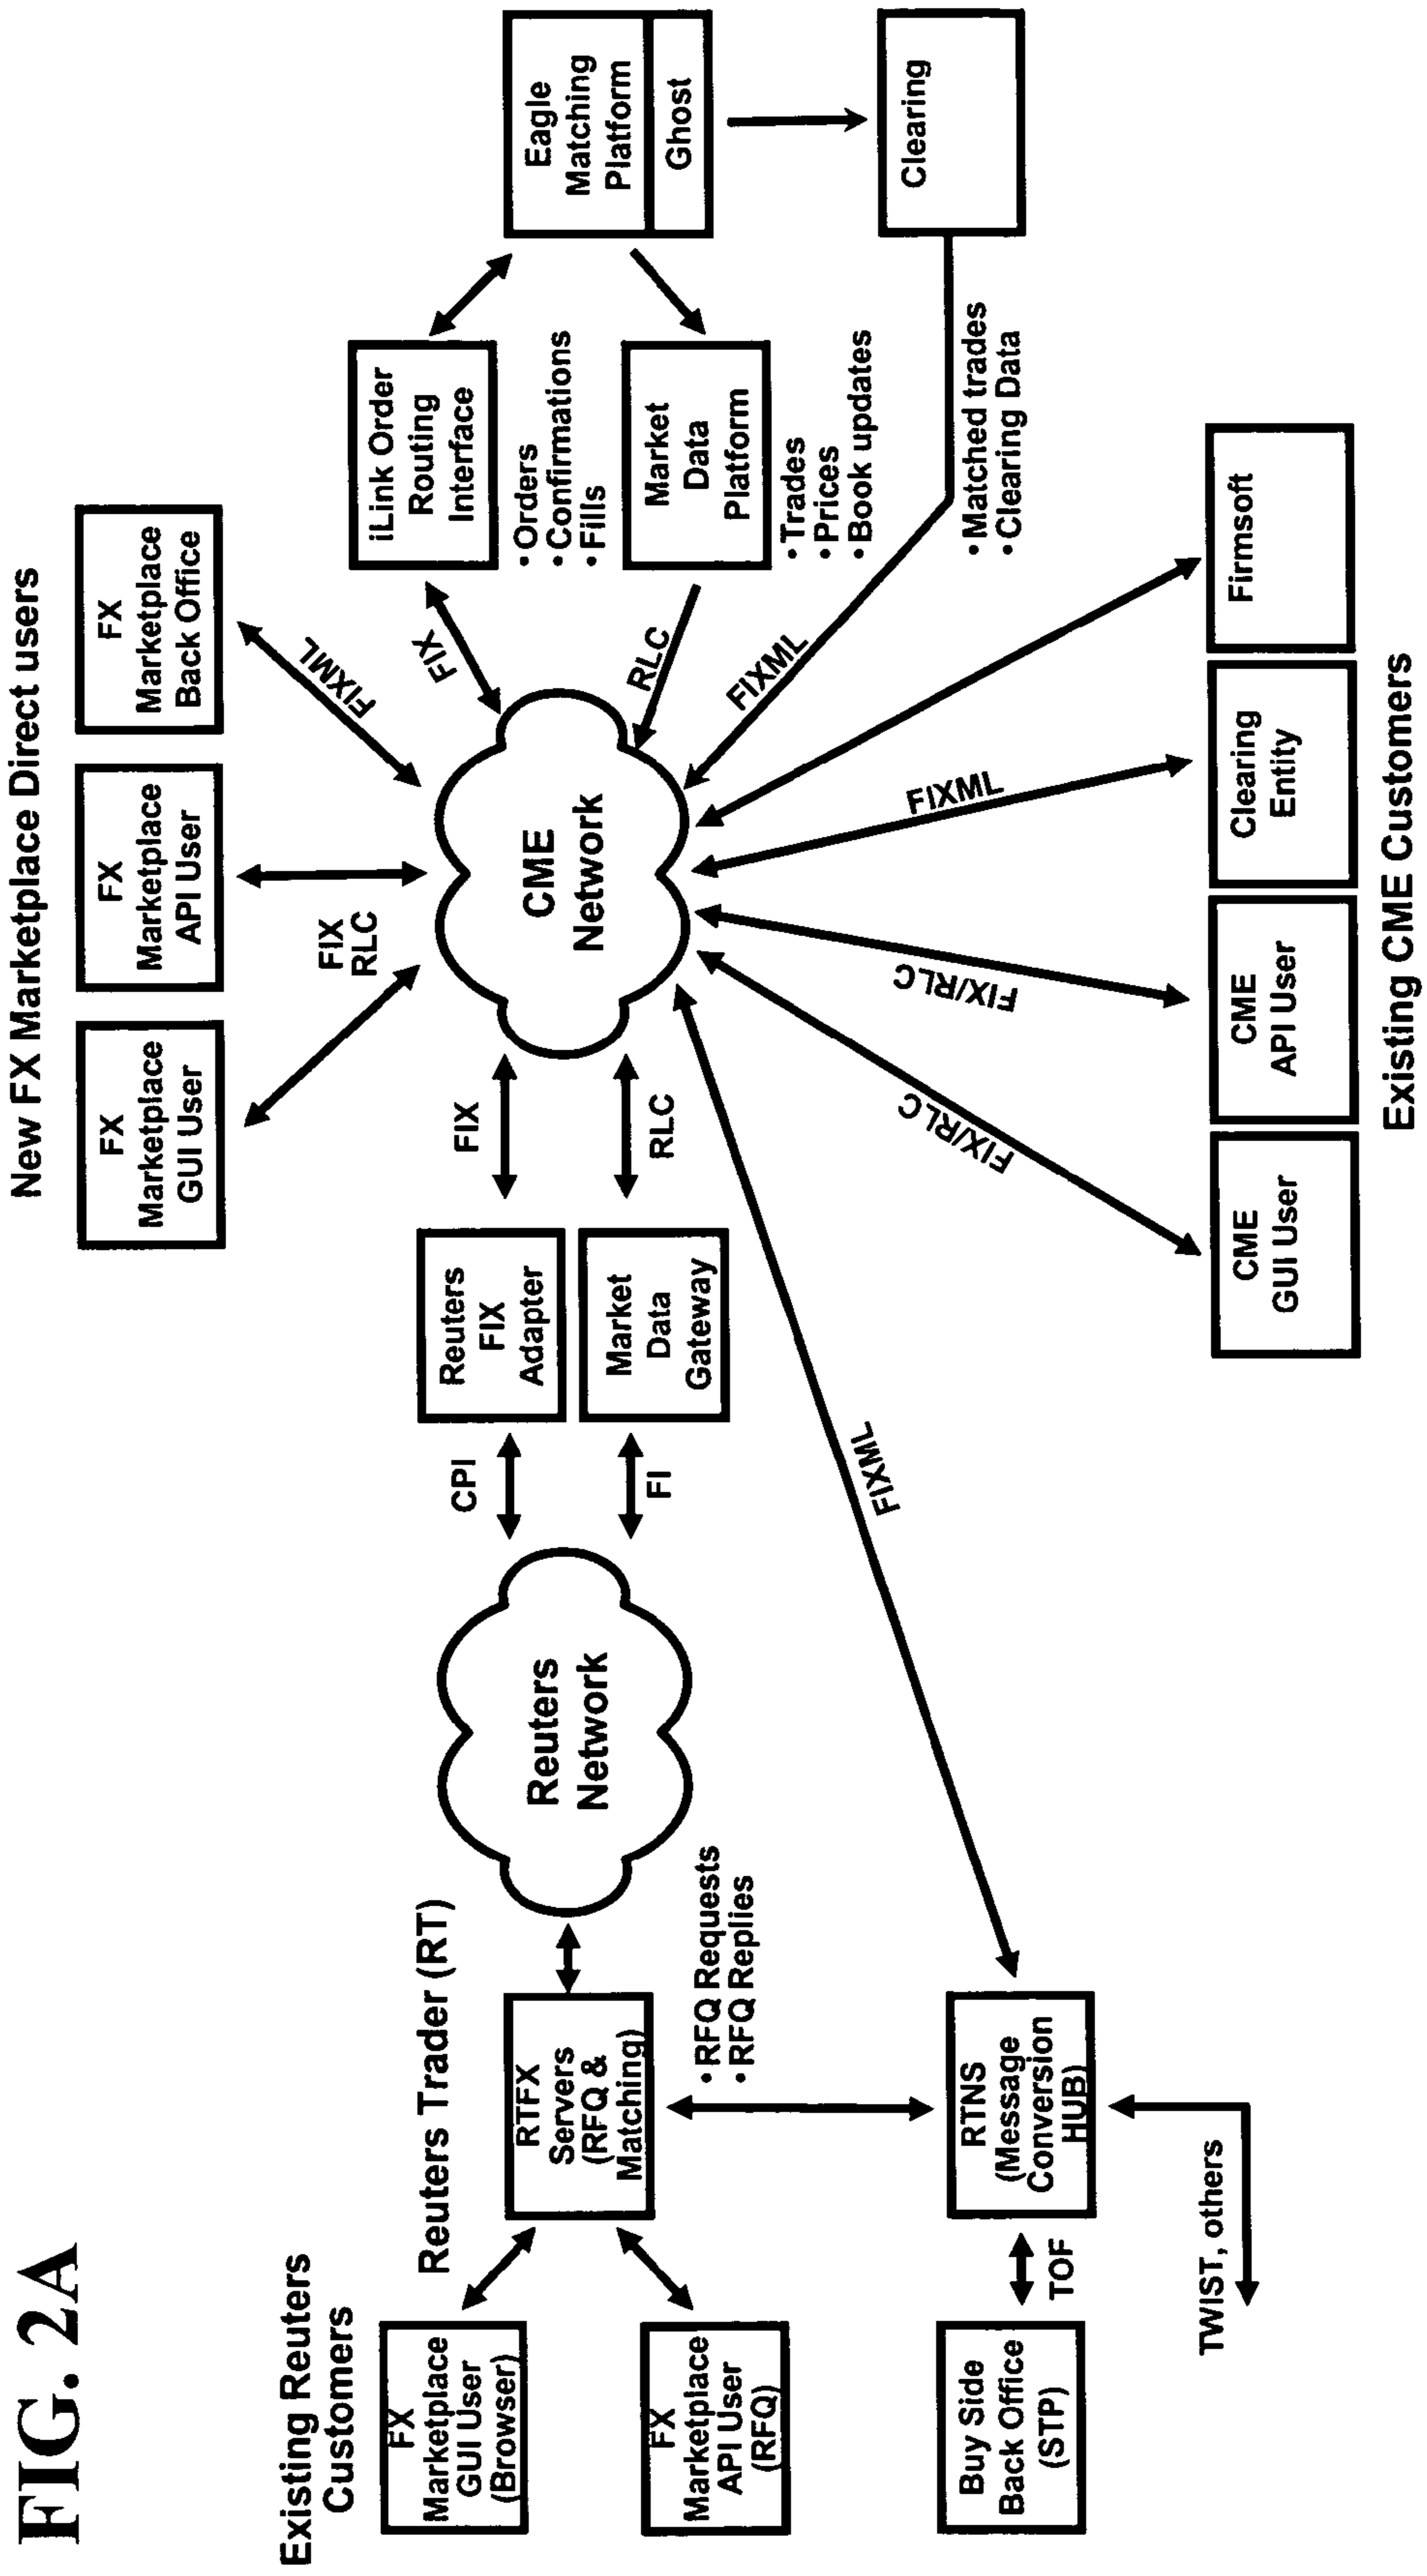 FIG. 2A
New FX Marketplace Direct users
FX
Marketplace
GUI User
FX
Marketplace
API User
FX
Marketplace
Back Office
FIX
RLC
FIXML
Existing Reuters
Customers
FX
Marketplace
GUI User
(Browser)
FX
Marketplace
API User
(RFQ)
Buy Side
Back Office
(STP)
TOF
TWIST, others
Reuters Trader (RT)
RTFX
Servers
(RFQ &
Matching)
•RFQ Requests
•RFQ Replies
RTNS
(Message
Conversion
HUB)
Reuters
Network
CPI
FI
Reuters
FIX
Adapter
Market
Data
Gateway
FIX
RLC
FIXML
CME
Network
FIX
RLC
FIXML
iLink Order
Routing
Interface
•Orders
•Confirmations
•Fills
Market
Data
Platform
•Trades
•Prices
•Book updates
Eagle
Matching
Platform
Ghost
Clearing
•Matched trades
•Clearing Data
FIX/RLC
FIX/RLC
FIXML
CME
GUI User
CME
API User
Clearing
Entity
Firmsoft
Existing CME Customers